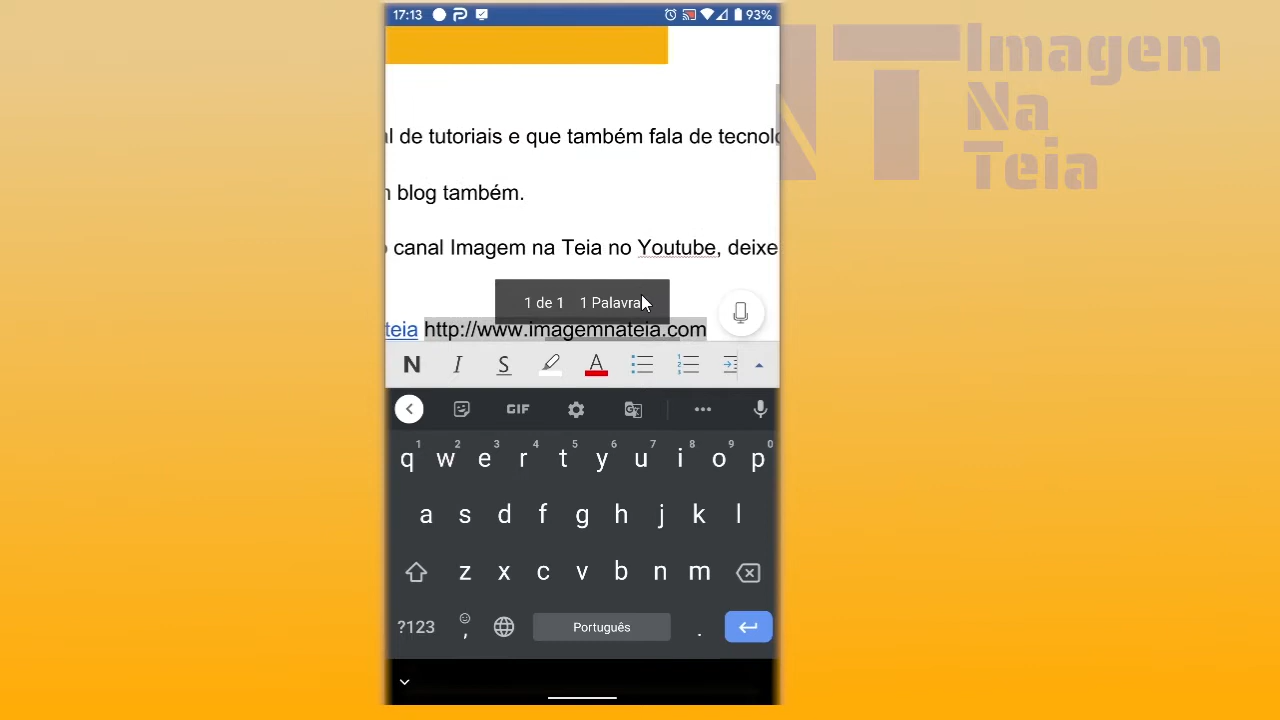 17:13
93%
Imagem
Na
Teia
de tutoriais e que também fala de
blog também.
canal Imagem na Teia no Youtube, deixe
1 de 1 1 Palavra
teia http://www.imagemnateia.com
N I S A
GIF
q w e r t y u i o p
1 2 3 4 5 6 7 8 9 0
a s d f g h j k l
z x c v b n m
?123 , Português .